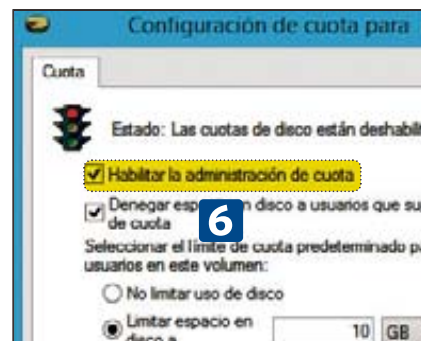 Configuración de cuota para
Cuota
Estado: Las cuotas de disco están deshabili
Habilitar la administración de cuota
Denegar disco a usuarios que su
de cuota
6
Seleccionar el límite de cuota predeterminado pa
usuarios en este volumen:
No limitar uso de disco
Limitar espacio en
disco a
10 GB